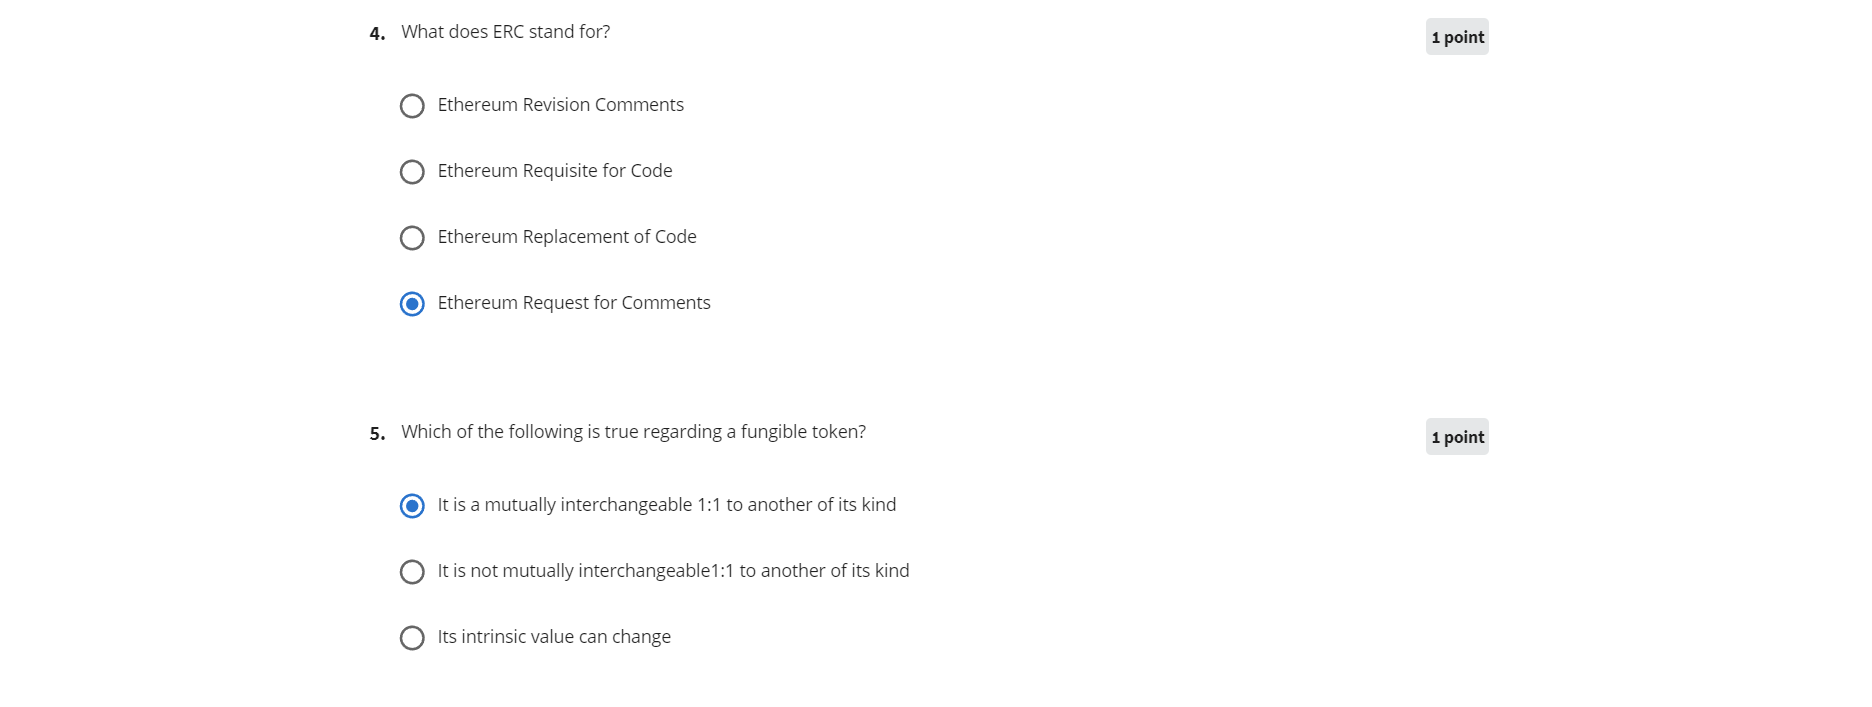 4. What does ERC stand for?
1 point
Ethereum Revision Comments
Ethereum Requisite for Code
Ethereum Replacement of Code
Ethereum Request for Comments
5. Which of the following is true regarding a fungible token?
1 point
It is a mutually interchangeable 1:1 to another of its kind
It is not mutually interchangeable1:1 to another of its kind
Its intrinsic value can change